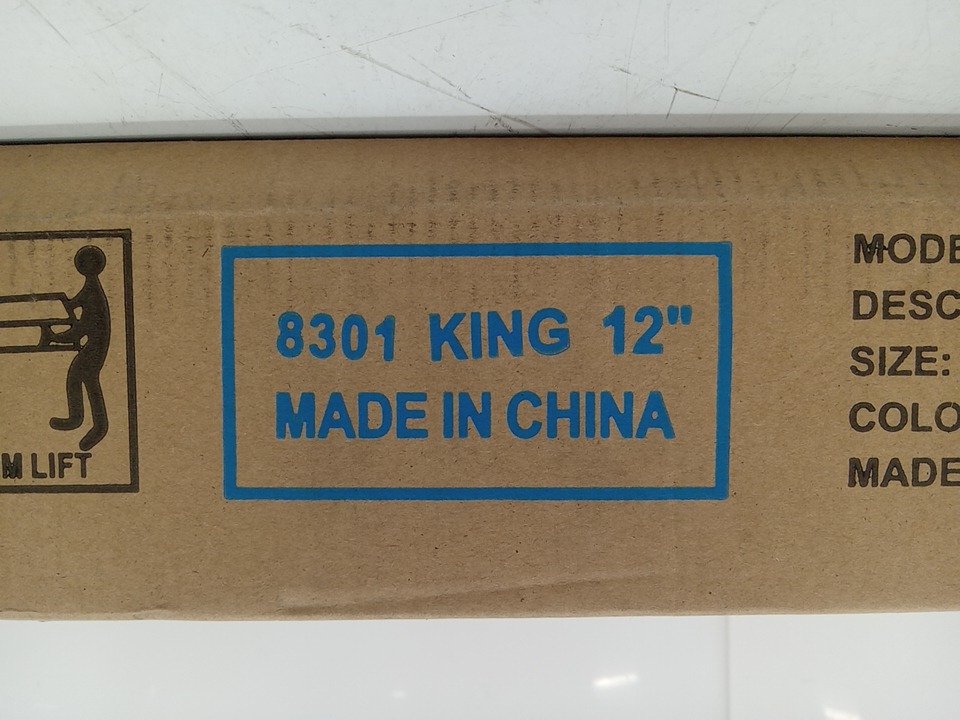 8301 KING 12"
MADE IN CHINA
M LIFT
MODE
DESC
SIZE:
COLO
MADE